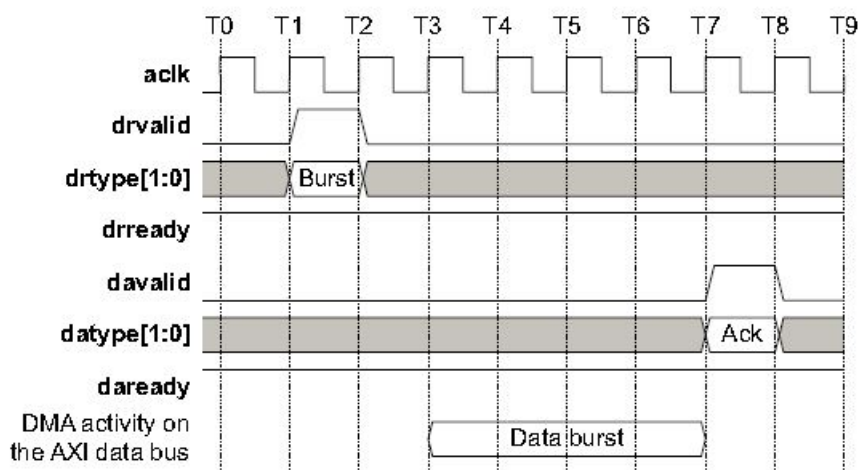 T0 T1 T2 T3 T4 T5 T6 T7 T8 T9
aclk
drvalid
drtype[1:0] Burst
drready
davalid
datype[1:0] Ack
daready
DMA activity on
the AXI data bus Data burst